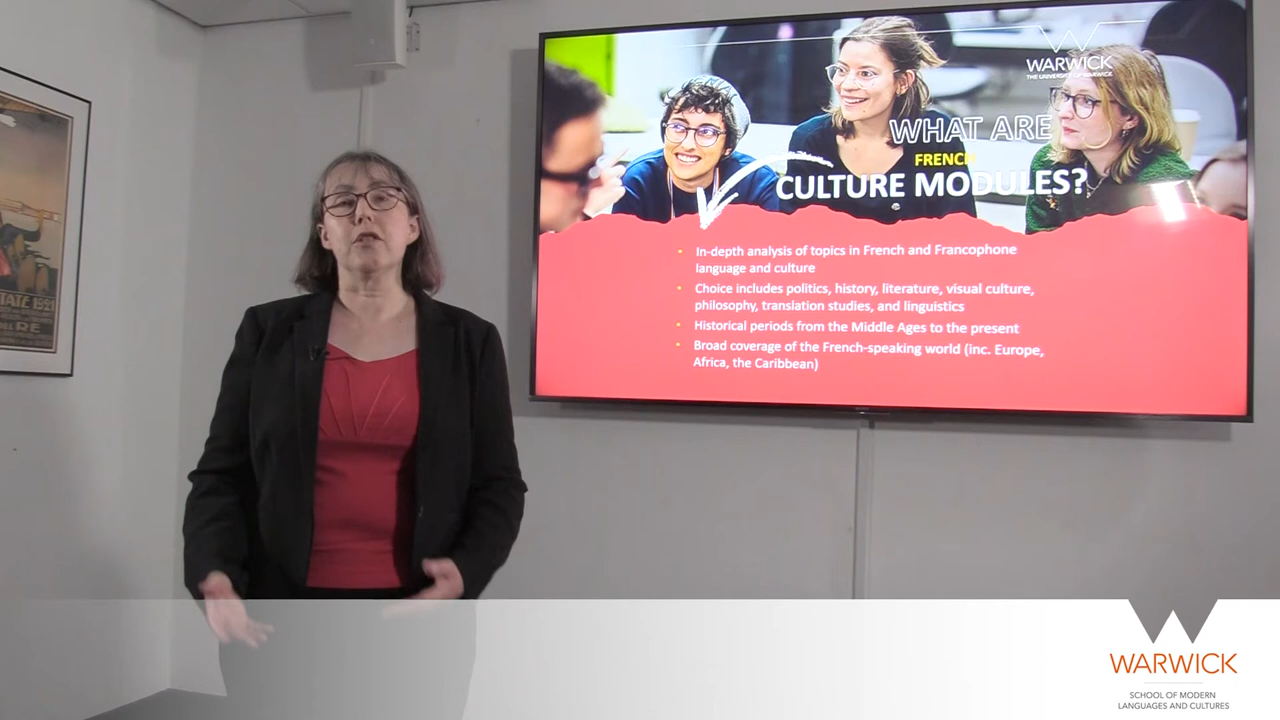 TATE 1921
RE
WARWICK
THE UNIVERSITY OF WARWICK
WHAT ARE
FRENCH
CULTURE MODULES?
• In-depth analysis of topics in French and Francophone
language and culture
• Choice includes politics, history, literature, visual culture,
philosophy, translation studies, and linguistics
• Historical periods from the Middle Ages to the present
• Broad coverage of the French-speaking world (inc. Europe,
Africa, the Caribbean)
WARWICK
SCHOOL OF MODERN
LANGUAGES AND CULTURES